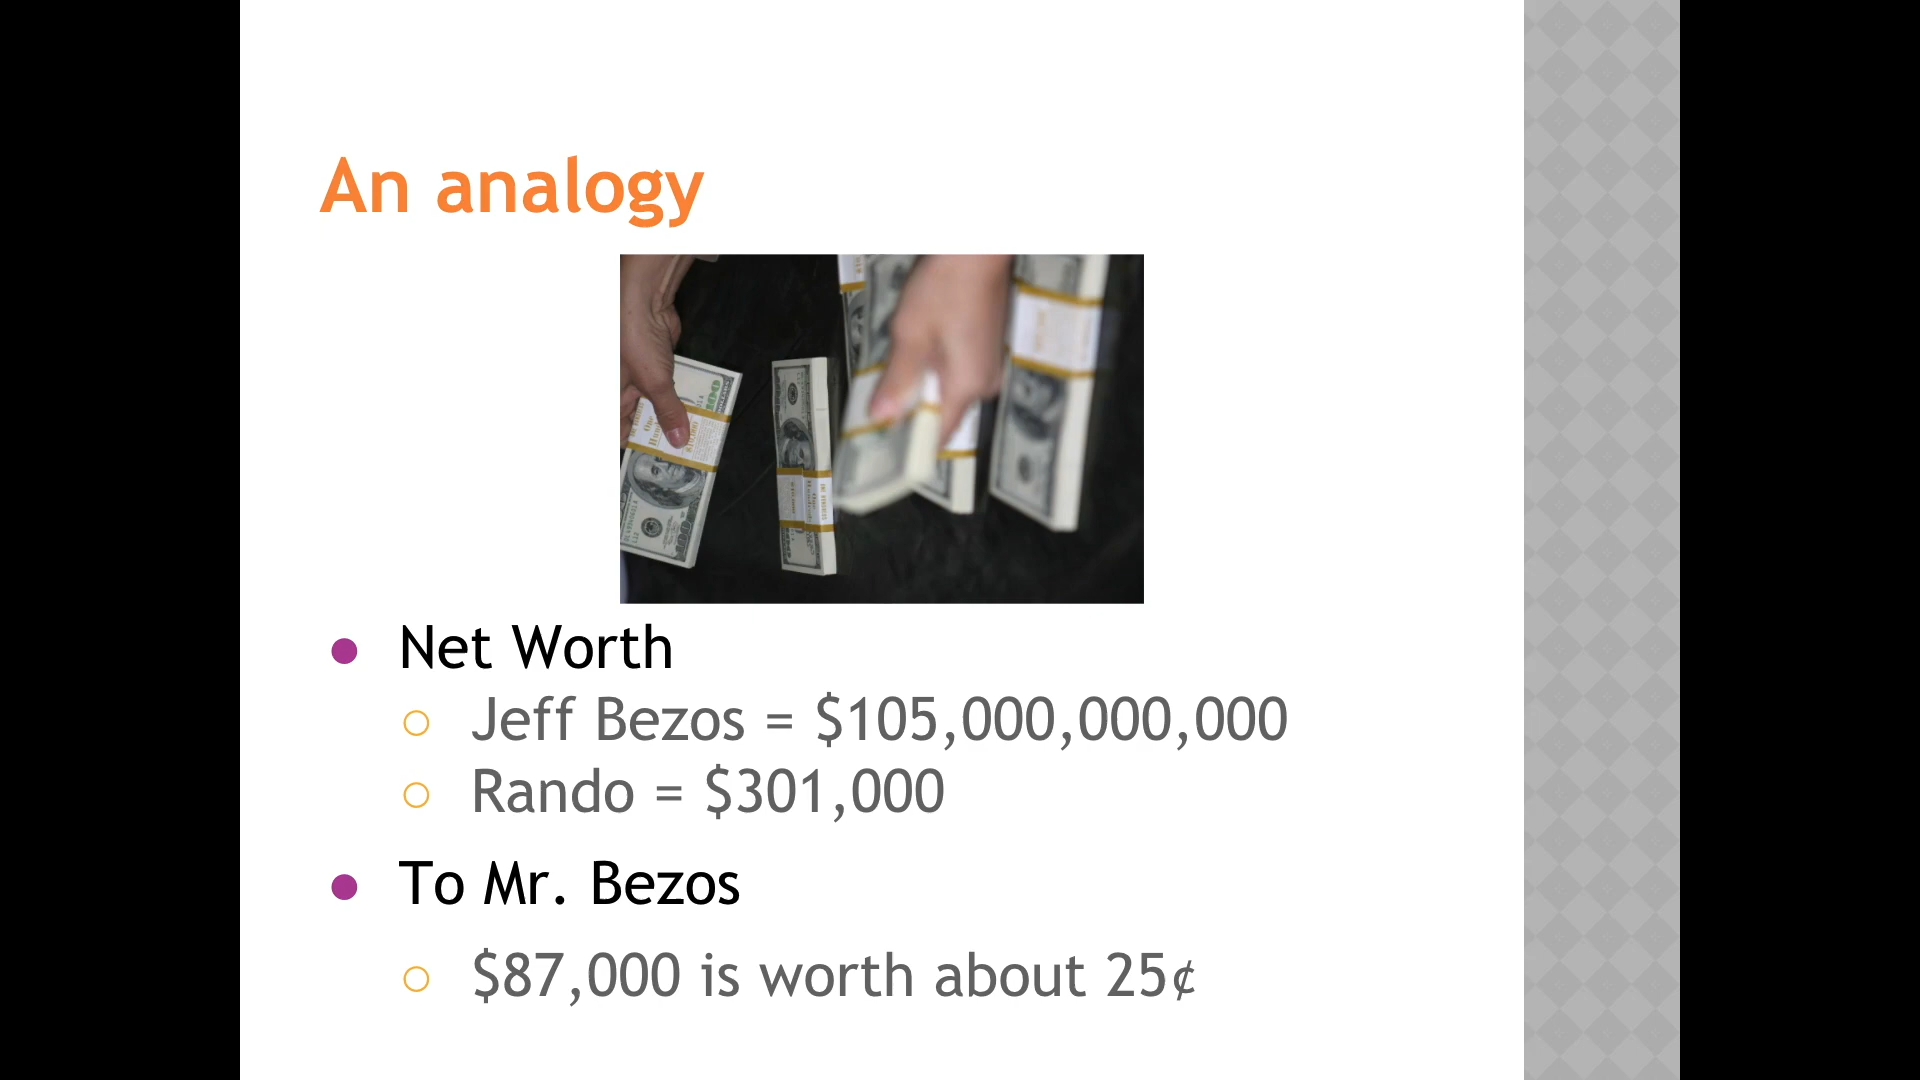 An analogy
Net Worth
Jeff Bezos = $105,000,000,000
Rando = $301,000
To Mr. Bezos
$87,000 is worth about 25¢